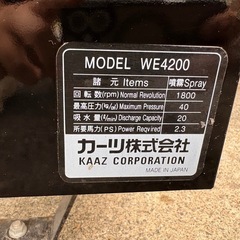 MODEL WE4200
諸元 Items 噴霧Spray
回転数(rpm) Normal Revolution 1800
最高圧力(㎏/㎠) Maximum Pressure 40
吸水量(ℓ/min) Discharge Capacity 20
所要馬力(PS) Power Reqvired 2.3
カーツ株式会社
KAAZ CORPORATION
MADE IN JAPAN